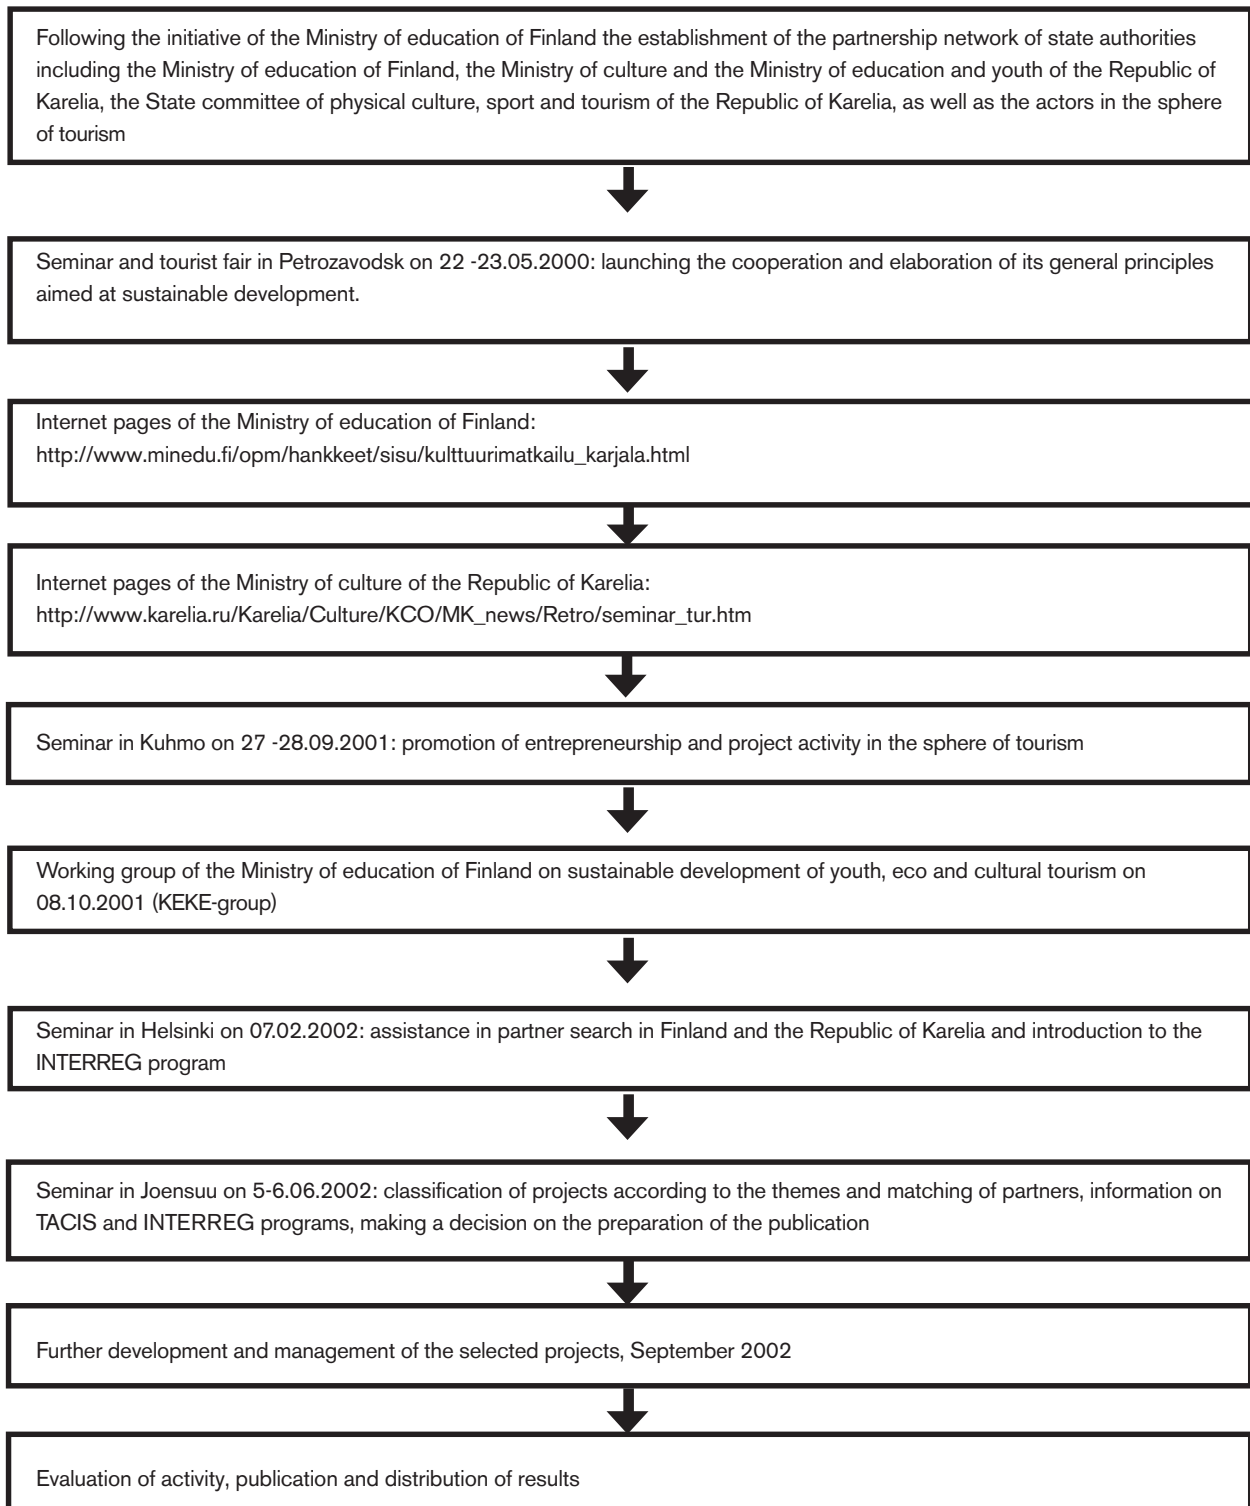 Following the initiative of the Ministry of education of Finland the establishment of the partnership network of state authorities
including the Ministry of education of Finland, the Ministry of culture and the Ministry of education and youth of the Republic of
Karelia, the State committee of physical culture, sport and tourism of the Republic of Karelia, as well as the actors in the sphere
of tourism
Seminar and tourist fair in Petrozavodsk on 22 -23.05.2000: launching the cooperation and elaboration of its general principles
aimed at sustainable development.
Internet pages of the Ministry of education of Finland:
http://www.minedu.fi/opm/hankkeet/sisu/kulttuurimatkailu_karjala.html
Internet pages of the Ministry of culture of the Republic of Karelia:
http://www.karelia.ru/Karelia/Culture/KCO/MK_news/Retro/seminar_tur.htm
Seminar in Kuhmo on 27 -28.09.2001: promotion of entrepreneurship and project activity in the sphere of tourism
Working group of the Ministry of education of Finland on sustainable development of youth, eco and cultural tourism on
08.10.2001 (KEKE-group)
Seminar in Helsinki on 07.02.2002: assistance in partner search in Finland and the Republic of Karelia and introduction to the
INTERREG program
Seminar in Joensuu on 5-6.06.2002: classification of projects according to the themes and matching of partners, information on
TACIS and INTERREG programs, making a decision on the preparation of the publication
Further development and management of the selected projects, September 2002
Evaluation of activity, publication and distribution of results